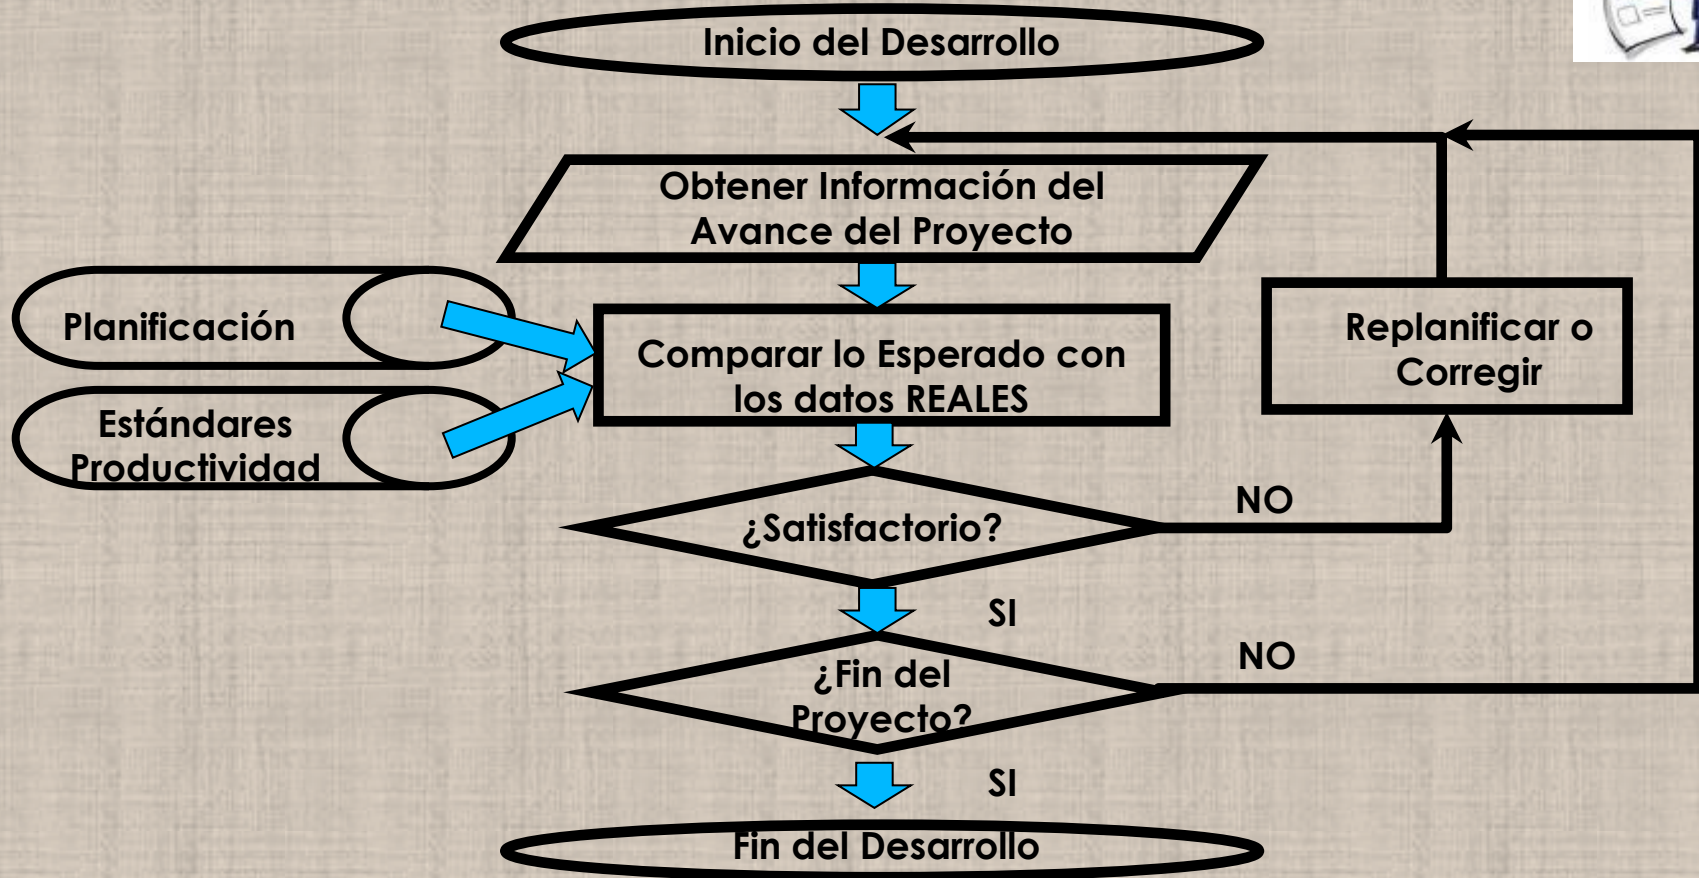 Inicio del Desarrollo
Obtener Información del
Avance del Proyecto
Planificación
Estándares
Productividad
Comparar lo Esperado con
los datos REALES
Replanificar o
Corregir
¿Satisfactorio?
NO
SI
¿Fin del
Proyecto?
NO
SI
Fin del Desarrollo